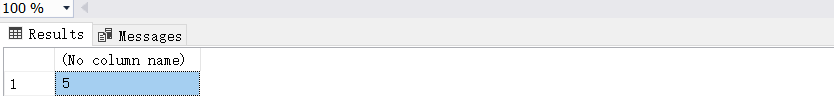 100 %
Results Messages
(No column name)
1 5